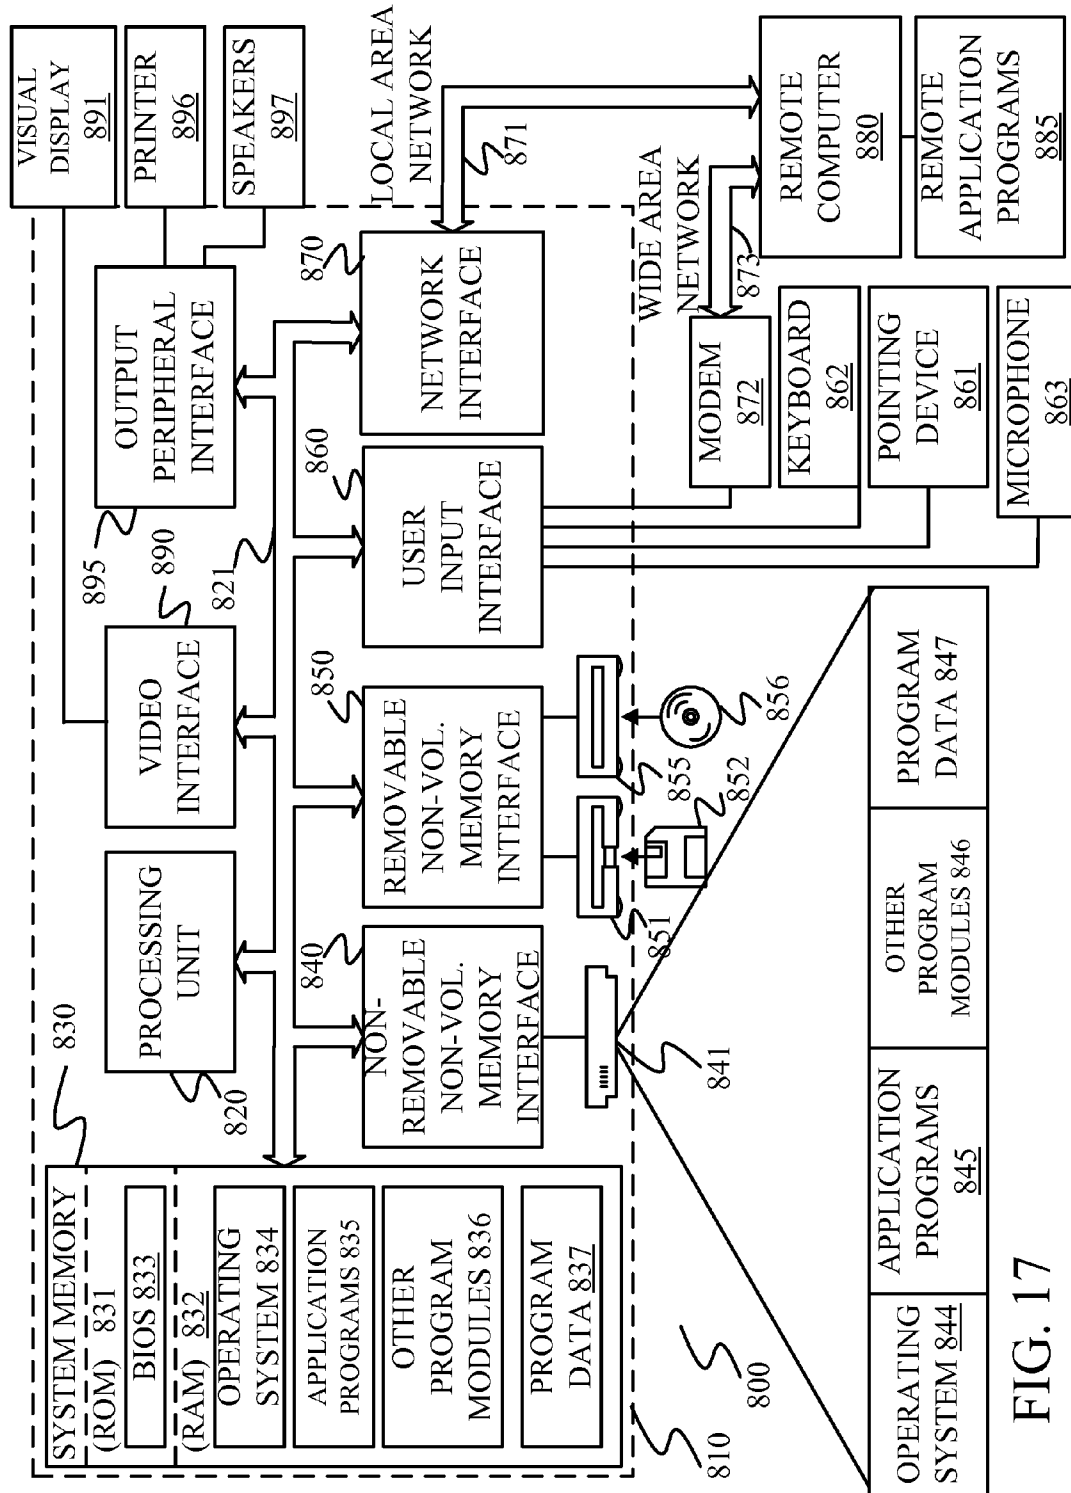 SYSTEM MEMORY
(ROM) 831
BIOS 833
(RAM) 832
OPERATING
SYSTEM 834
APPLICATION
PROGRAMS 835
OTHER
PROGRAM
MODULES 836
PROGRAM
DATA 837
830
PROCESSING
UNIT
820
VIDEO
INTERFACE
890
821
OUTPUT
PERIPHERAL
INTERFACE
895
VISUAL
DISPLAY
891
PRINTER
896
SPEAKERS
897
NON-
REMOVABLE
NON-VOL.
MEMORY
INTERFACE
840
REMOVABLE
NON-VOL.
MEMORY
INTERFACE
850
USER
INPUT
INTERFACE
860
NETWORK
INTERFACE
870
LOCAL AREA
NETWORK
871
841
851
852
855
856
WIDE AREA
NETWORK
873
MODEM
872
KEYBOARD
862
POINTING
DEVICE
861
MICROPHONE
863
REMOTE
COMPUTER
880
REMOTE
APPLICATION
PROGRAMS
885
810
800
OPERATING
SYSTEM 844
APPLICATION
PROGRAMS
845
OTHER
PROGRAM
MODULES 846
PROGRAM
DATA 847
FIG. 17